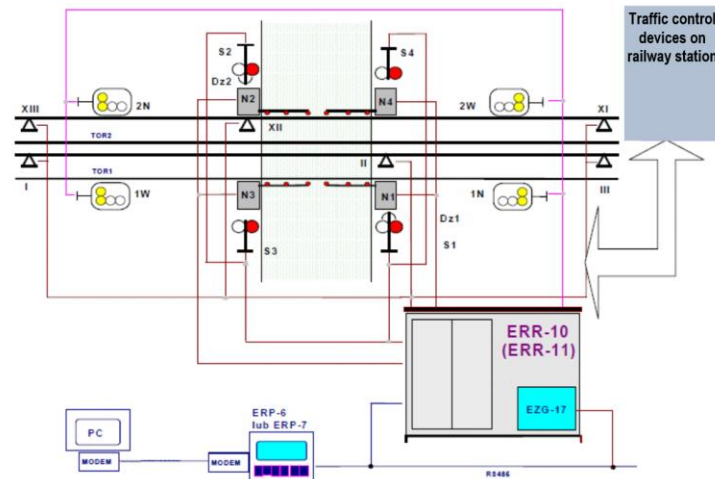 Traffic control
devices on
railway station
S2
S4
Dz2
2N
N2
N4
2W
XIII
XII
XI
TOR2
II
TOR1
I
III
1W
N3
N1
1N
Dz1
S3
S1
ERR-10
(ERR-11)
EZG-17
ERP-6
lub ERP-7
PC
MODEM
MODEM
RS485